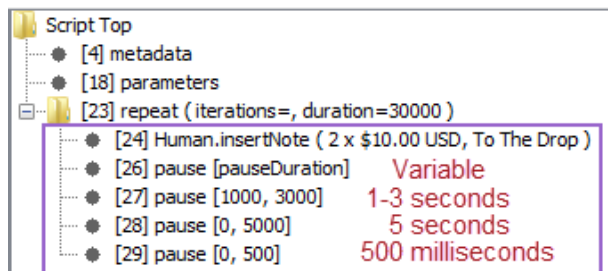 Script Top
[4] metadata
[18] parameters
[23] repeat ( iterations=, duration=30000 )
[24] Human.insertNote ( 2 x $10.00 USD, To The Drop )
[26] pause [pauseDuration] Variable
[27] pause [1000, 3000] 1-3 seconds
[28] pause [0, 5000] 5 seconds
[29] pause [0, 500] 500 milliseconds